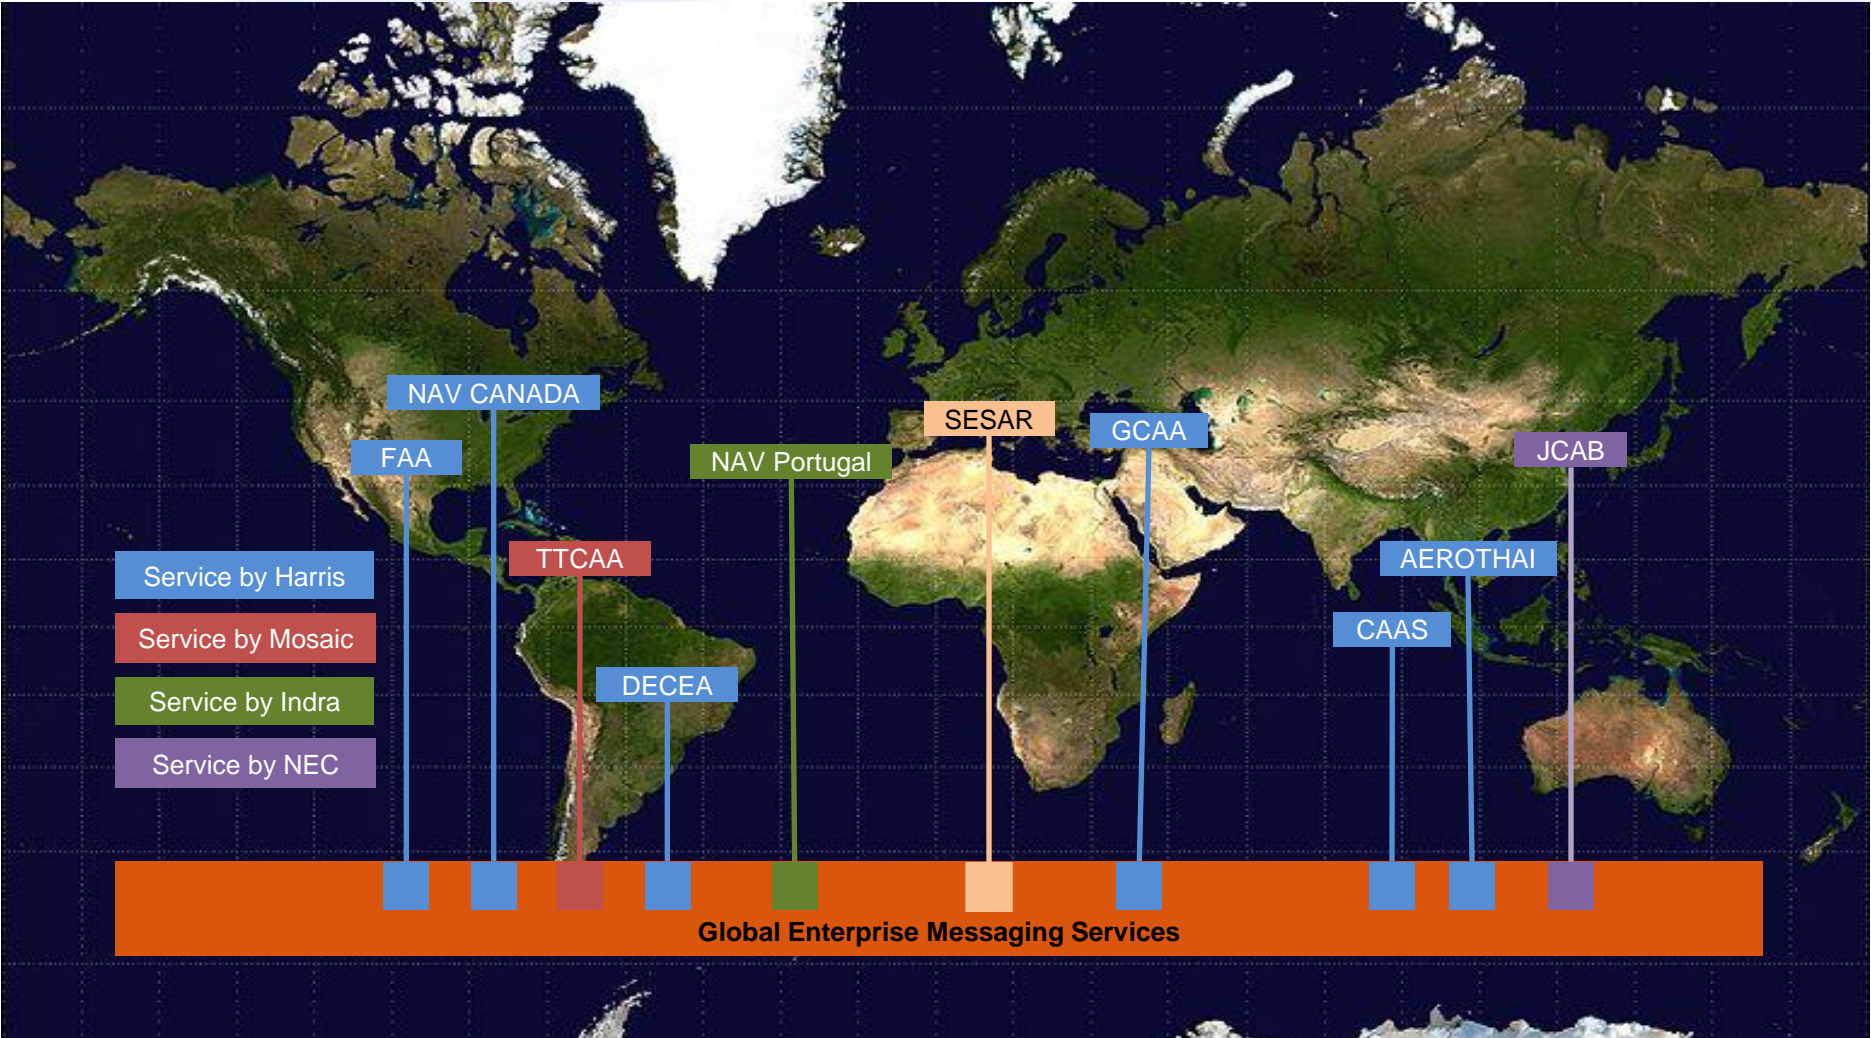 NAV CANADA
SESAR
GCAA
JCAB
FAA
NAV Portugal
TTCAA
AEROTHAI
Service by Harris
CAAS
Service by Mosaic
DECEA
Service by Indra
Service by NEC
Global Enterprise Messaging Services